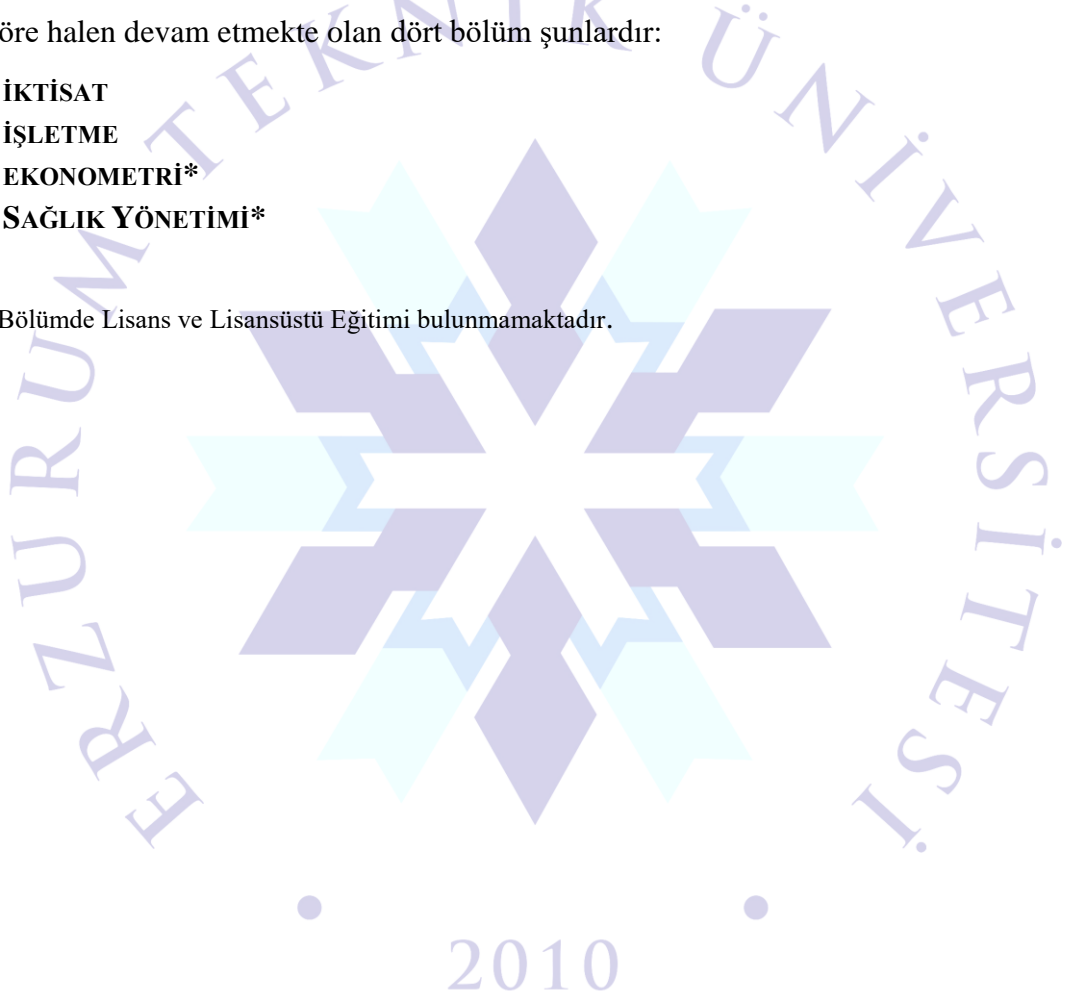 öre halen devam etmekte olan dört bölüm şunlardır:
İKTİSAT
İŞLETME
EKONOMETRİ*
SAĞLIK YÖNETİMİ*
Bölümde Lisans ve Lisansüstü Eğitimi bulunmamaktadır.
ERZURUM TEKNİK ÜNİVERSİTESİ
2010